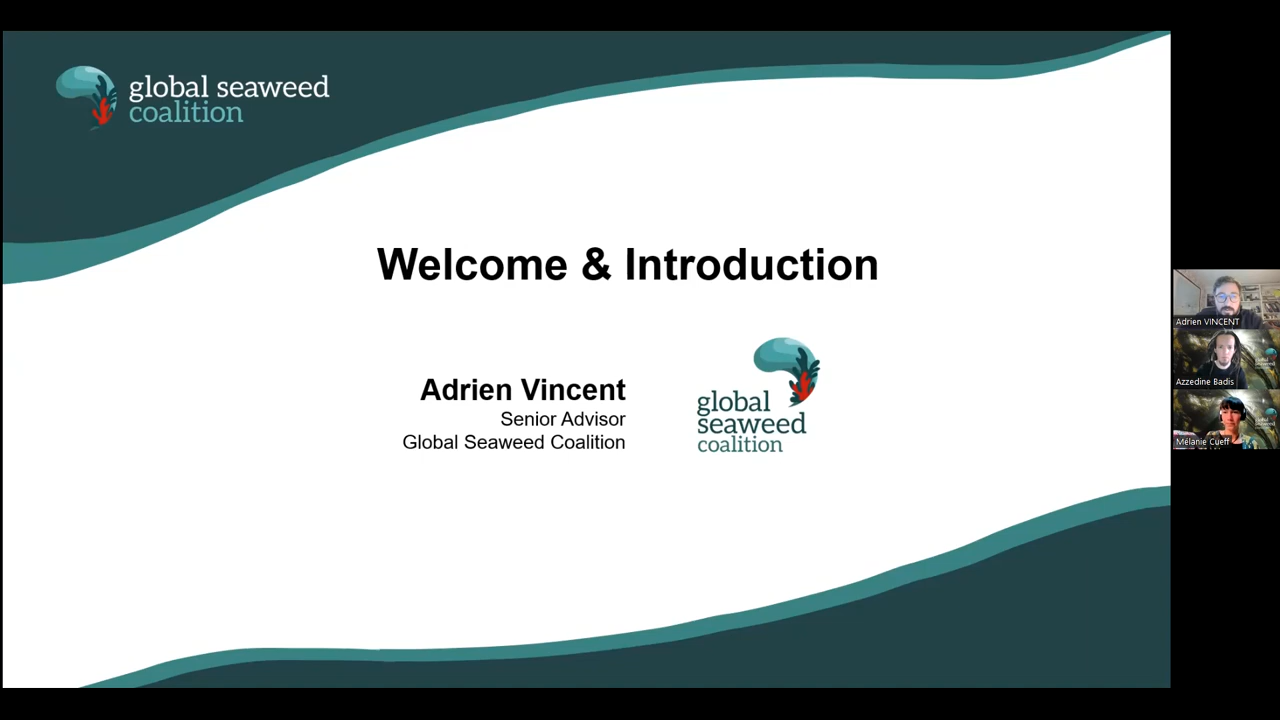 global seaweed
coalition
Welcome & Introduction
Adrien Vincent
Senior Advisor
Global Seaweed Coalition
global
seaweed
coalition
Adrien VINCENT
Azzedine Badis
Mélanie Cueff